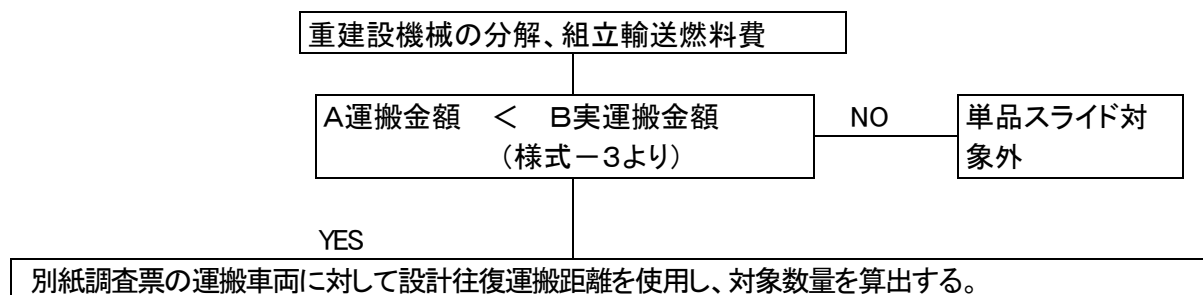 重建設機械の分解、組立輸送燃料費
A運搬金額 < B実運搬金額
(様式-3より)
NO
単品スライド対
象外
YES
別紙調査票の運搬車両に対して設計往復運搬距離を使用し、対象数量を算出する。